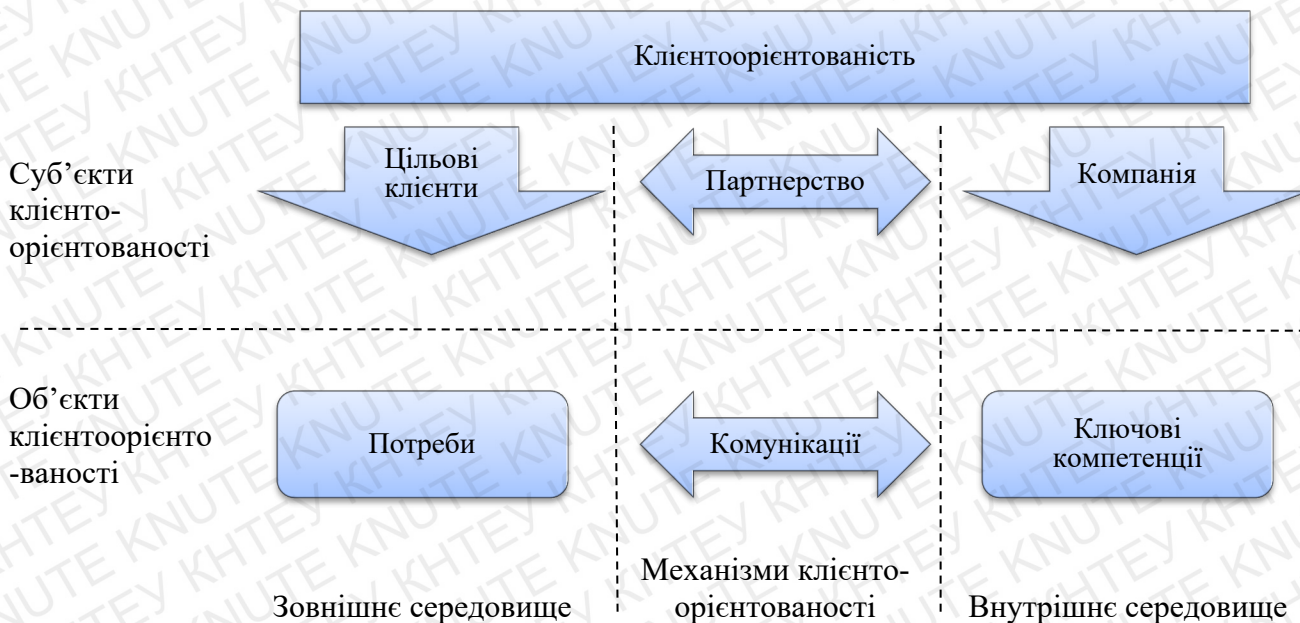 Клієнтоорієнтованість
Суб’єкти
клієнто-
орієнтованості
Цільові
клієнти
Партнерство
Компанія
Об’єкти
клієнтоорієнто
-ваності
Потреби
Комунікації
Ключові
компетенції
Зовнішнє середовище
Механізми клієнто-
орієнтованості
Внутрішнє середовище